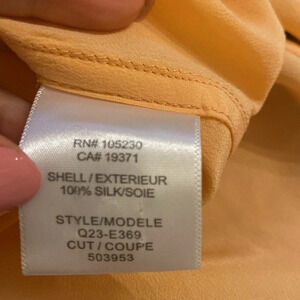 RN# 105230
CA# 19371
SHELL/EXTERIEUR
100% SILK/SOIE
STYLE/MODELE
Q23-E369
CUT / COUPE
503953